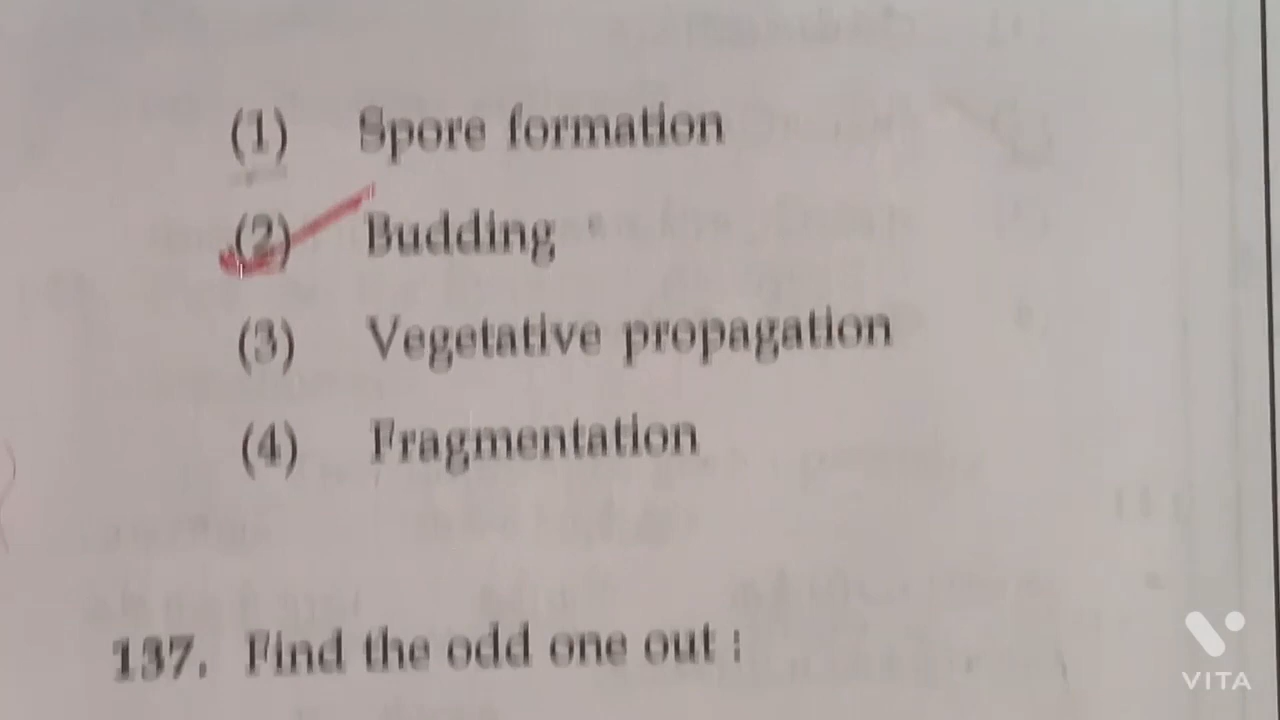 (1) Spore formation
(2) Budding
(3) Vegetative propagation
(4) Fragmentation
137. Find the odd one out :
VITA